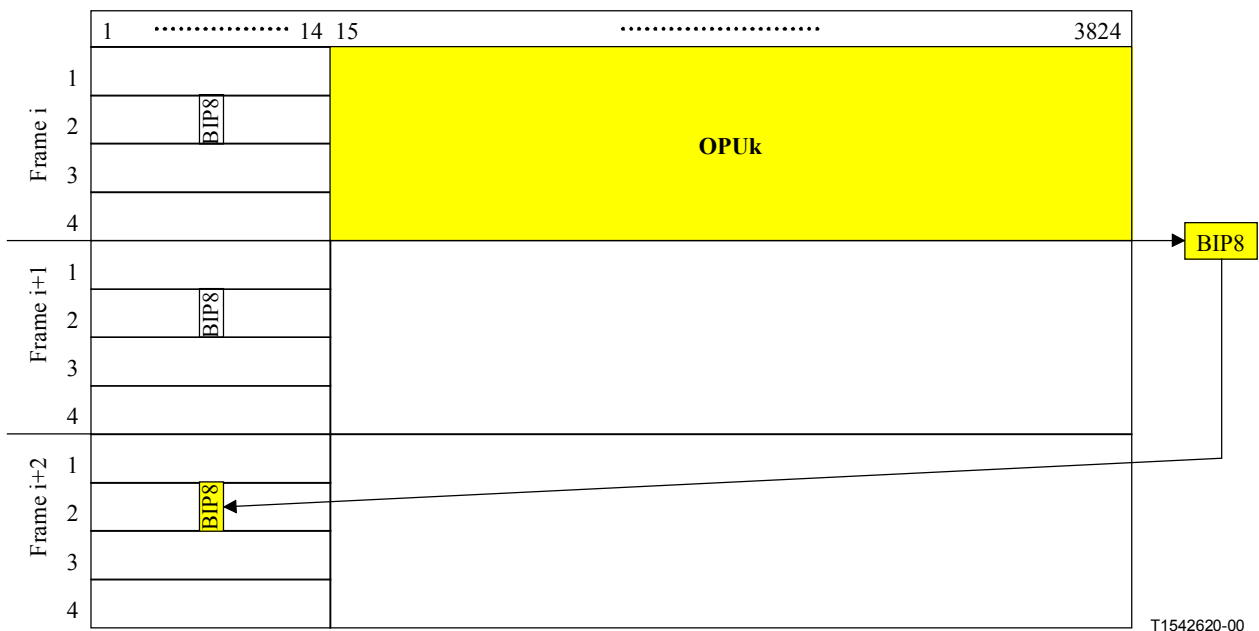 1 .................. 14 15 ........................ 3824
Frame i
1
2 BIP8
3
4
OPUk
BIP8
Frame i+1
1
2 BIP8
3
4
Frame i+2
1
2 BIP8
3
4
T1542620-00